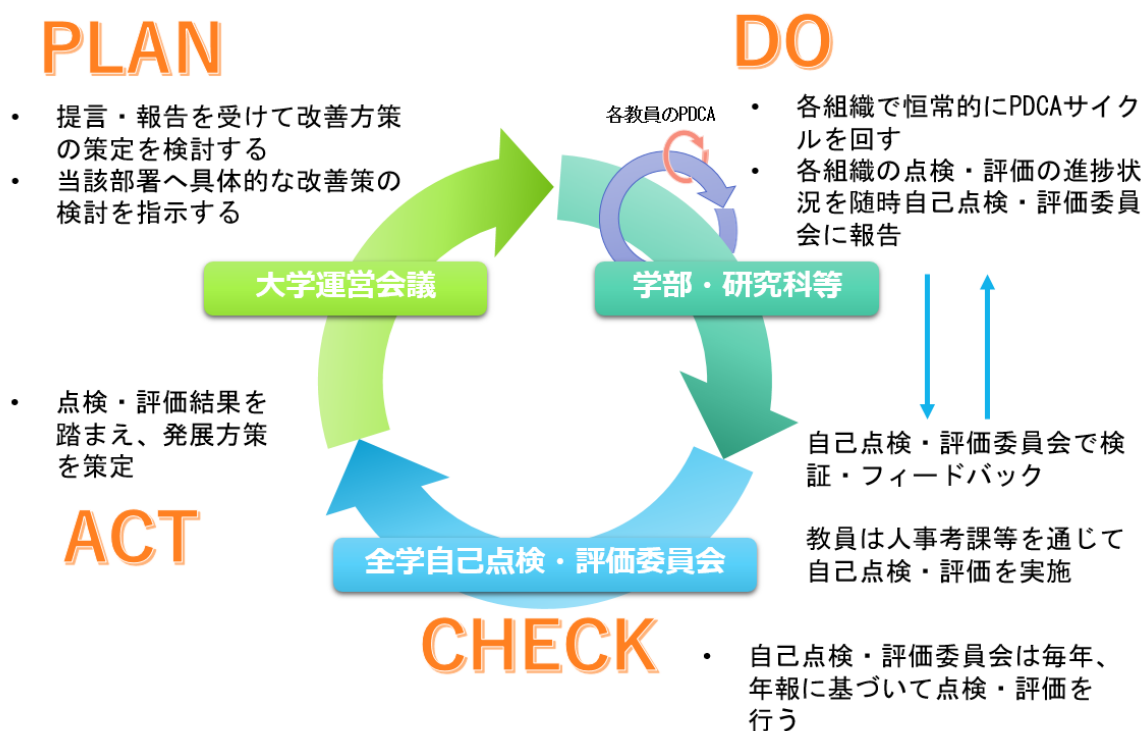 PLAN
• 提言・報告を受けて改善方策
の策定を検討する
• 当該部署へ具体的な改善策の
検討を指示する
DO
• 各組織で恒常的にPDCAサイク
ルを回す
• 各組織の点検・評価の進捗状
況を随時自己点検・評価委員
会に報告
各教員のPDCA
大学運営会議
学部・研究科等
• 点検・評価結果を
踏まえ、発展方策
を策定
ACT
自己点検・評価委員会で検
証・フィードバック
教員は人事考課等を通じて
自己点検・評価を実施
全学自己点検・評価委員会
CHECK
• 自己点検・評価委員会は毎年、
年報に基づいて点検・評価を
行う